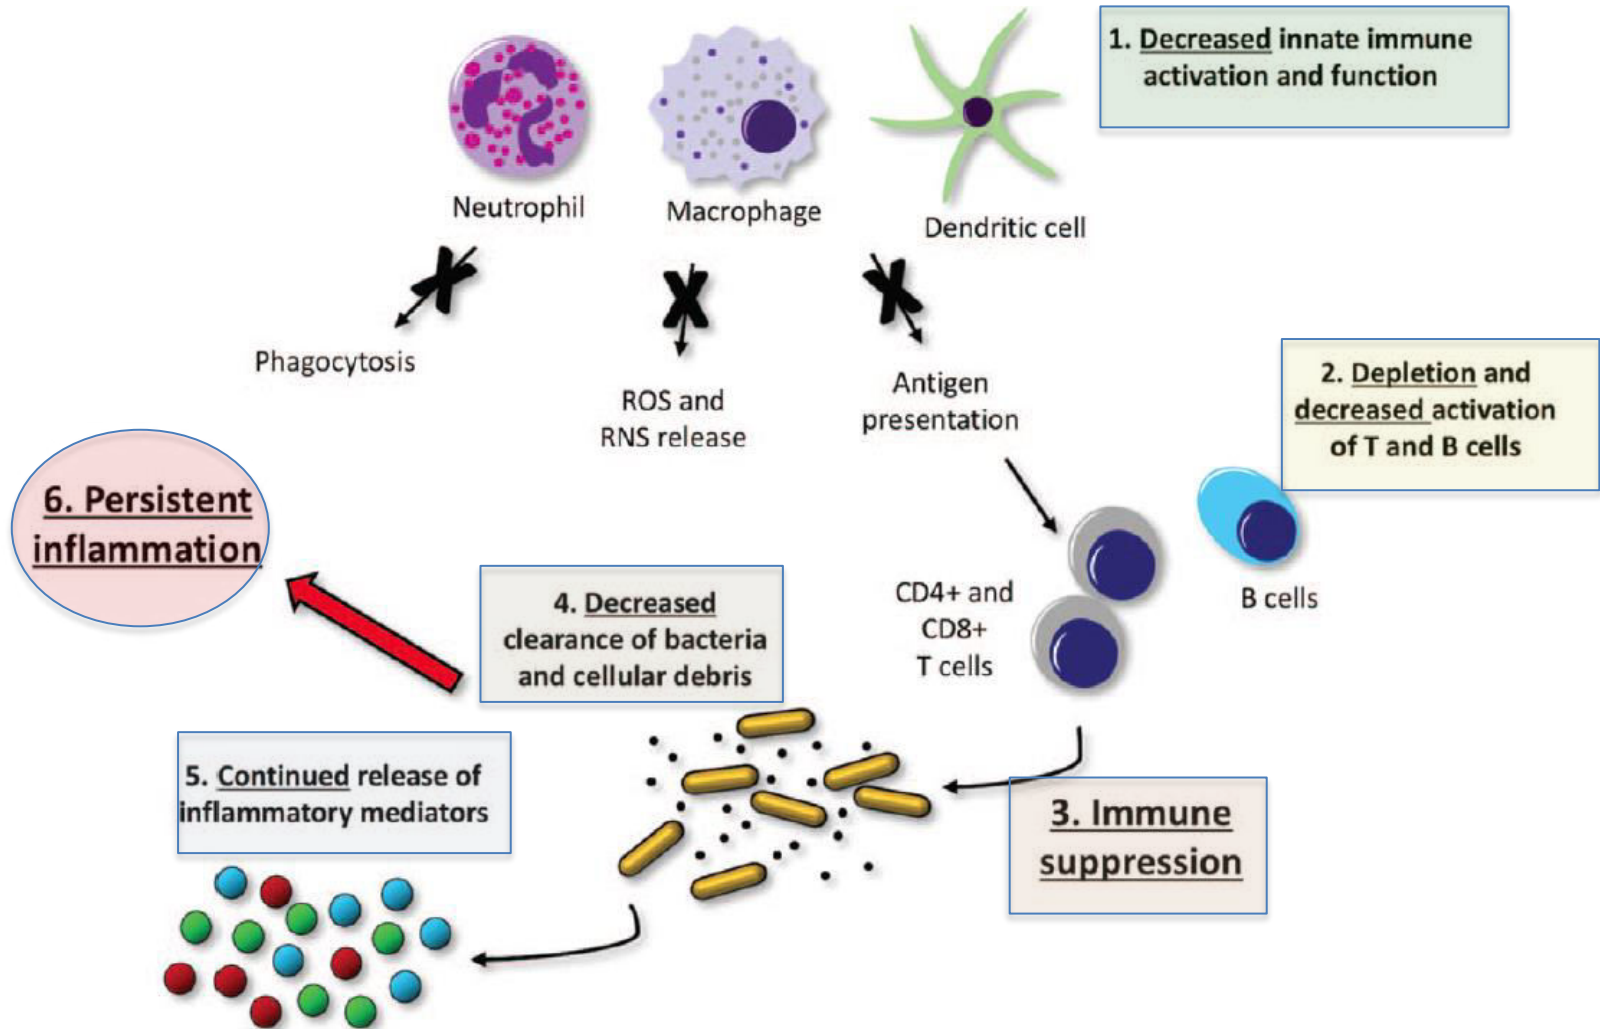 1. Decreased innate immune
activation and function
Neutrophil
Macrophage
Dendritic cell
Phagocytosis
ROS and
RNS release
Antigen
presentation
2. Depletion and
decreased activation
of T and B cells
6. Persistent
inflammation
4. Decreased
clearance of bacteria
and cellular debris
CD4+ and
CD8+
T cells
B cells
5. Continued release of
inflammatory mediators
3. Immune
suppression